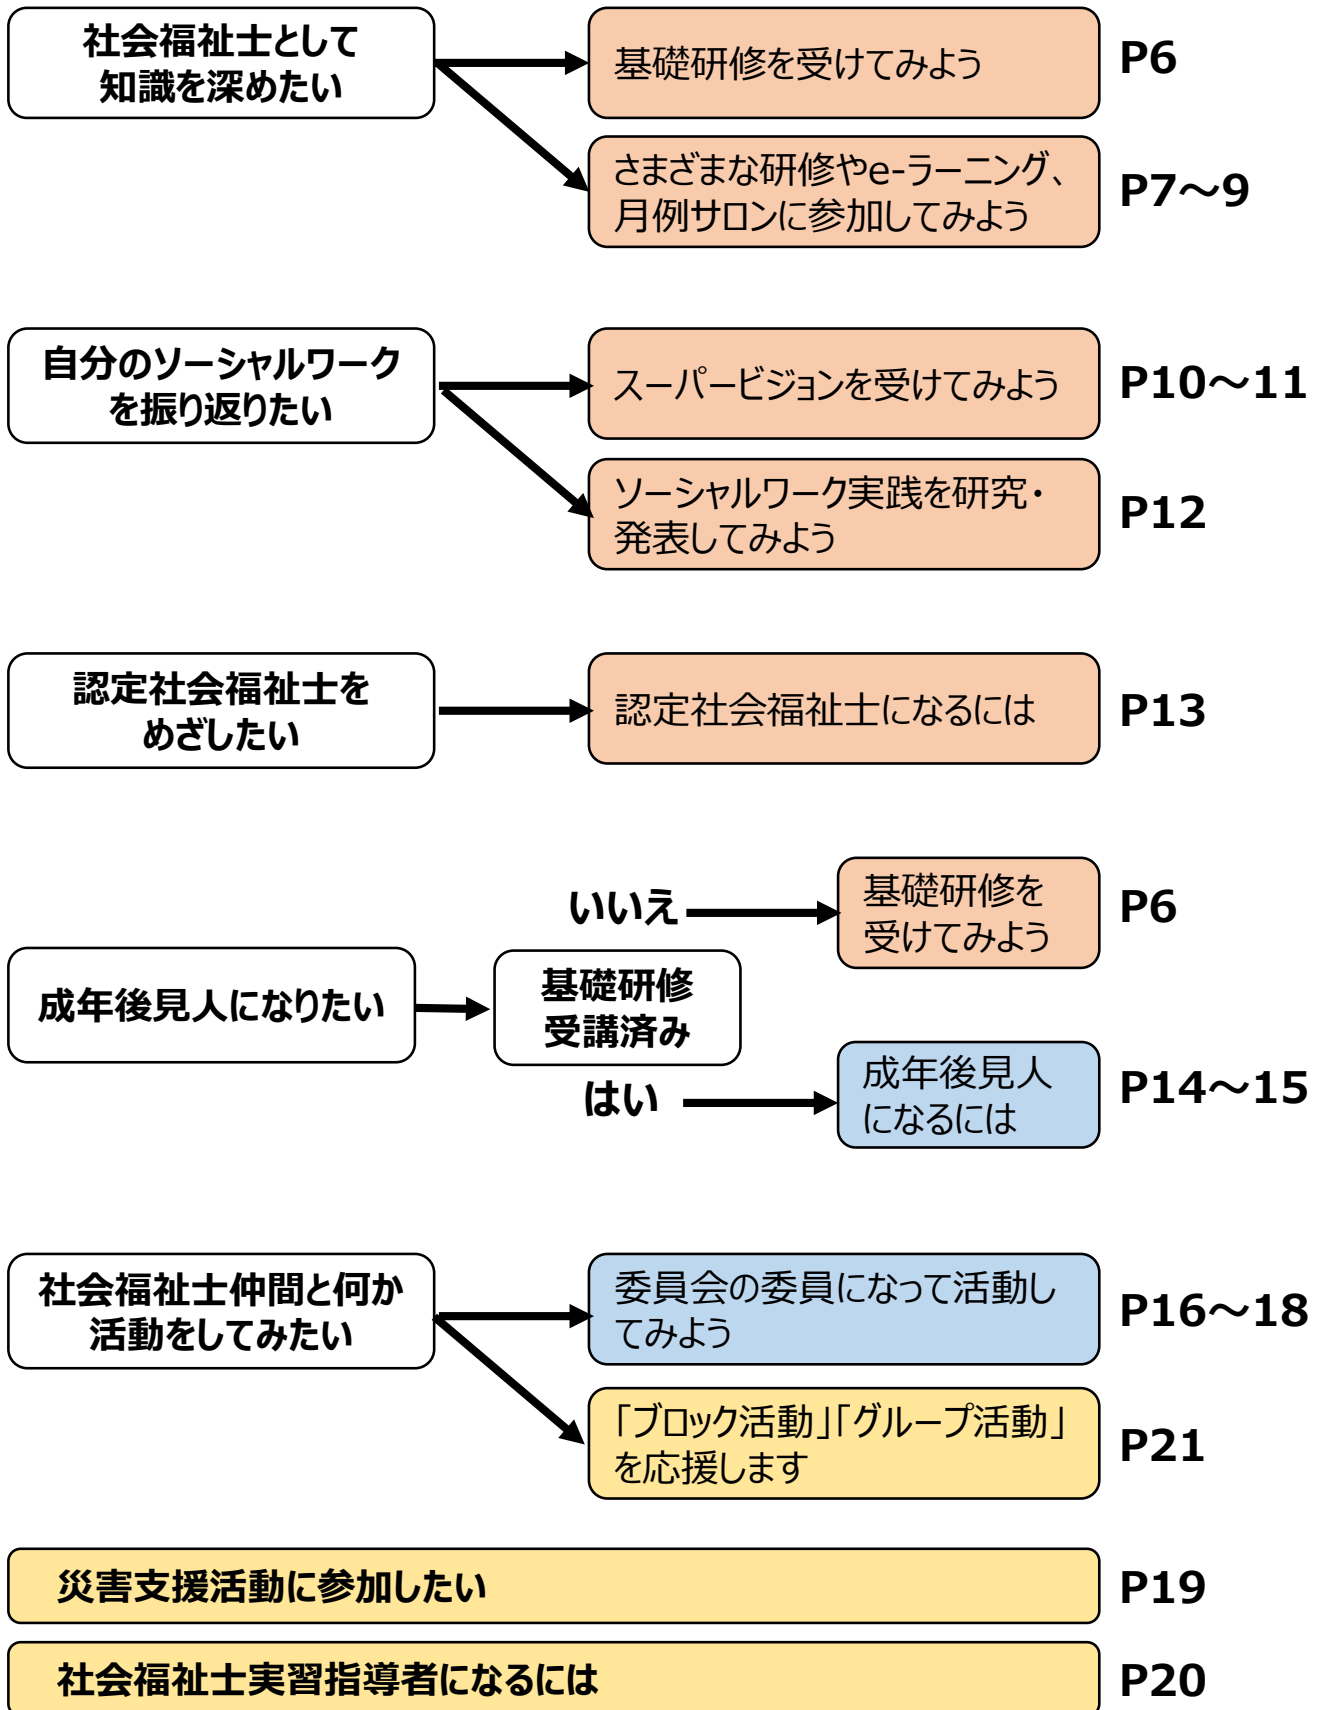 社会福祉士として
知識を深めたい
基礎研修を受けてみよう
P6
さまざまな研修やe-ラーニング、
月例サロンに参加してみよう
P7～9
自分のソーシャルワーク
を振り返りたい
スーパービジョンを受けてみよう
P10～11
ソーシャルワーク実践を研究・
発表してみよう
P12
認定社会福祉士を
めざしたい
認定社会福祉士になるには
P13
成年後見人になりたい
基礎研修
受講済み
いいえ
基礎研修を
受けてみよう
P6
はい
成年後見人
になるには
P14～15
社会福祉士仲間と何か
活動をしてみたい
委員会の委員になって活動し
てみよう
P16～18
「ブロック活動」「グループ活動」
を応援します
P21
災害支援活動に参加したい
P19
社会福祉士実習指導者になるには
P20